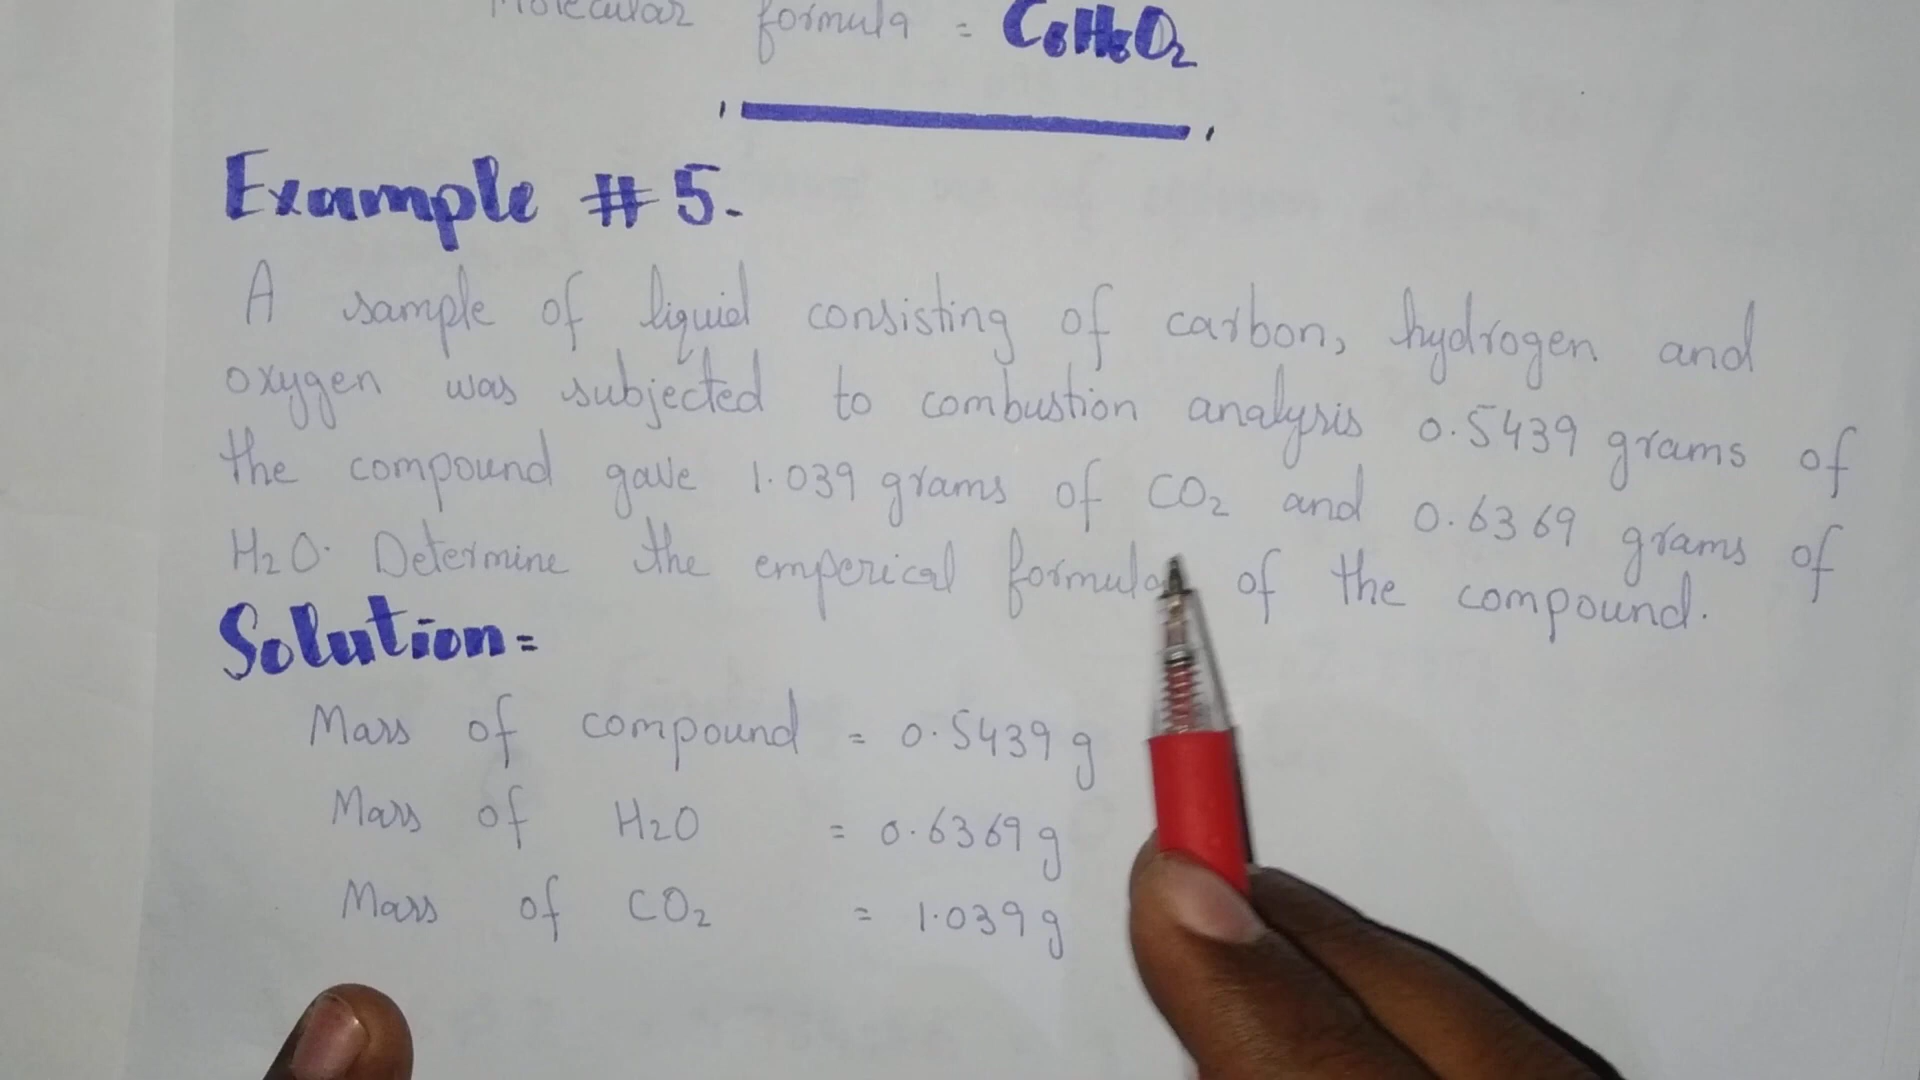 Molecular formula = C6H6O2
Example # 5.
A sample of liquid consisting of carbon, hydrogen and
oxygen was subjected to combustion analysis 0.5439 grams of
the compound gave 1.039 grams of CO2 and 0.6369 grams of
H2O. Determine the emperical formula of the compound.
Solution=
Mass of compound = 0.5439 g
Mass of H2O = 0.6369 g
Mass of CO2 = 1.039 g